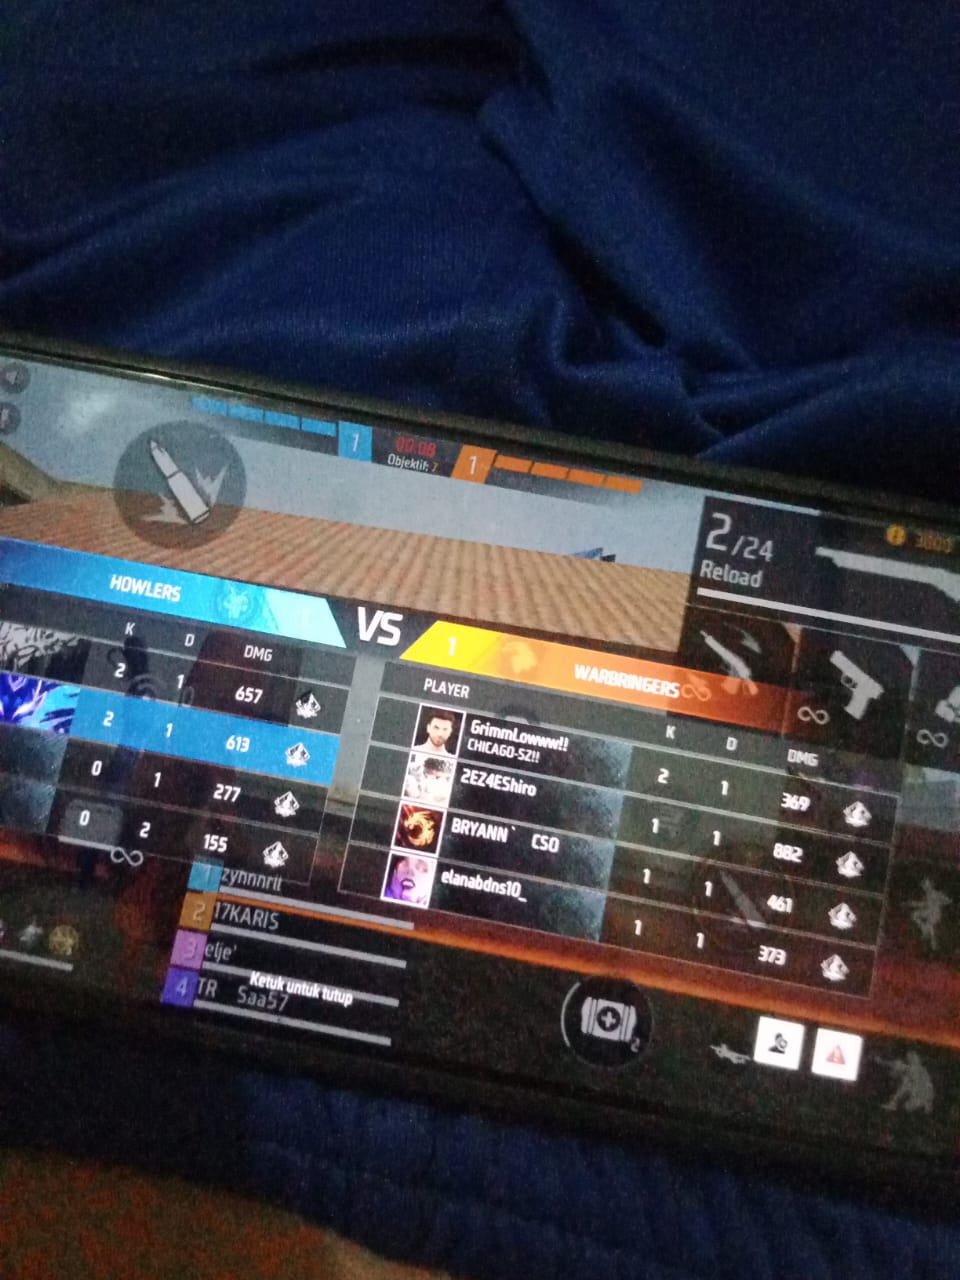 1
00:08
Objektif: 7
1
2/24
Reload
3800
HOWLERS
1
VS
1
WARBRINGERS
K D DMG
2 1 657
2 1 613
0 1 277
0 2 155
PLAYER K D DMG
GrimmLowww!!
CHICAGO-SZ!!
2 1 369
2EZ4EShiro
1 1 882
BRYANN` CSO
1 1 461
elanabdns10_
1 1 373
1 zynnnrit
2 17KARIS
3 elje'
4 TR Saa57
Ketuk untuk tutup
2